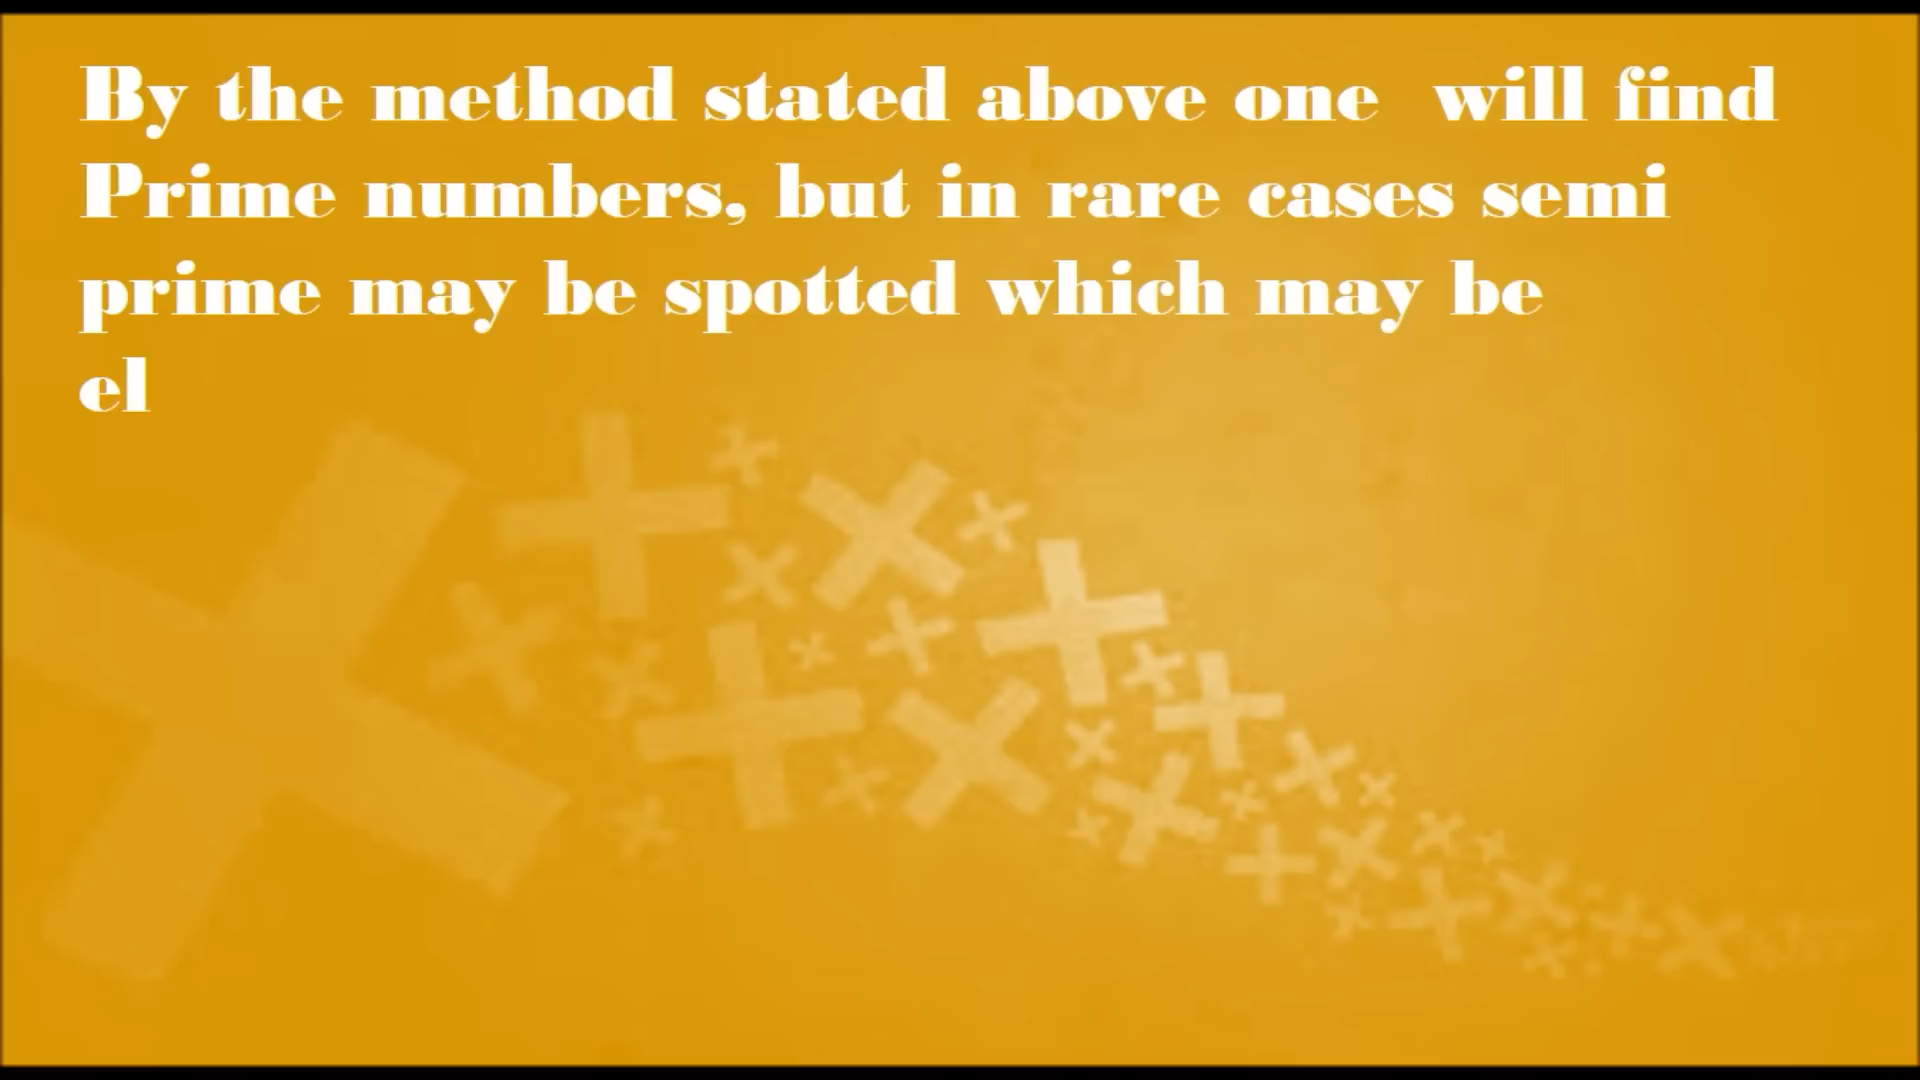 By the method stated above one  will find
Prime numbers, but in rare cases semi
prime may be spotted which may be
el